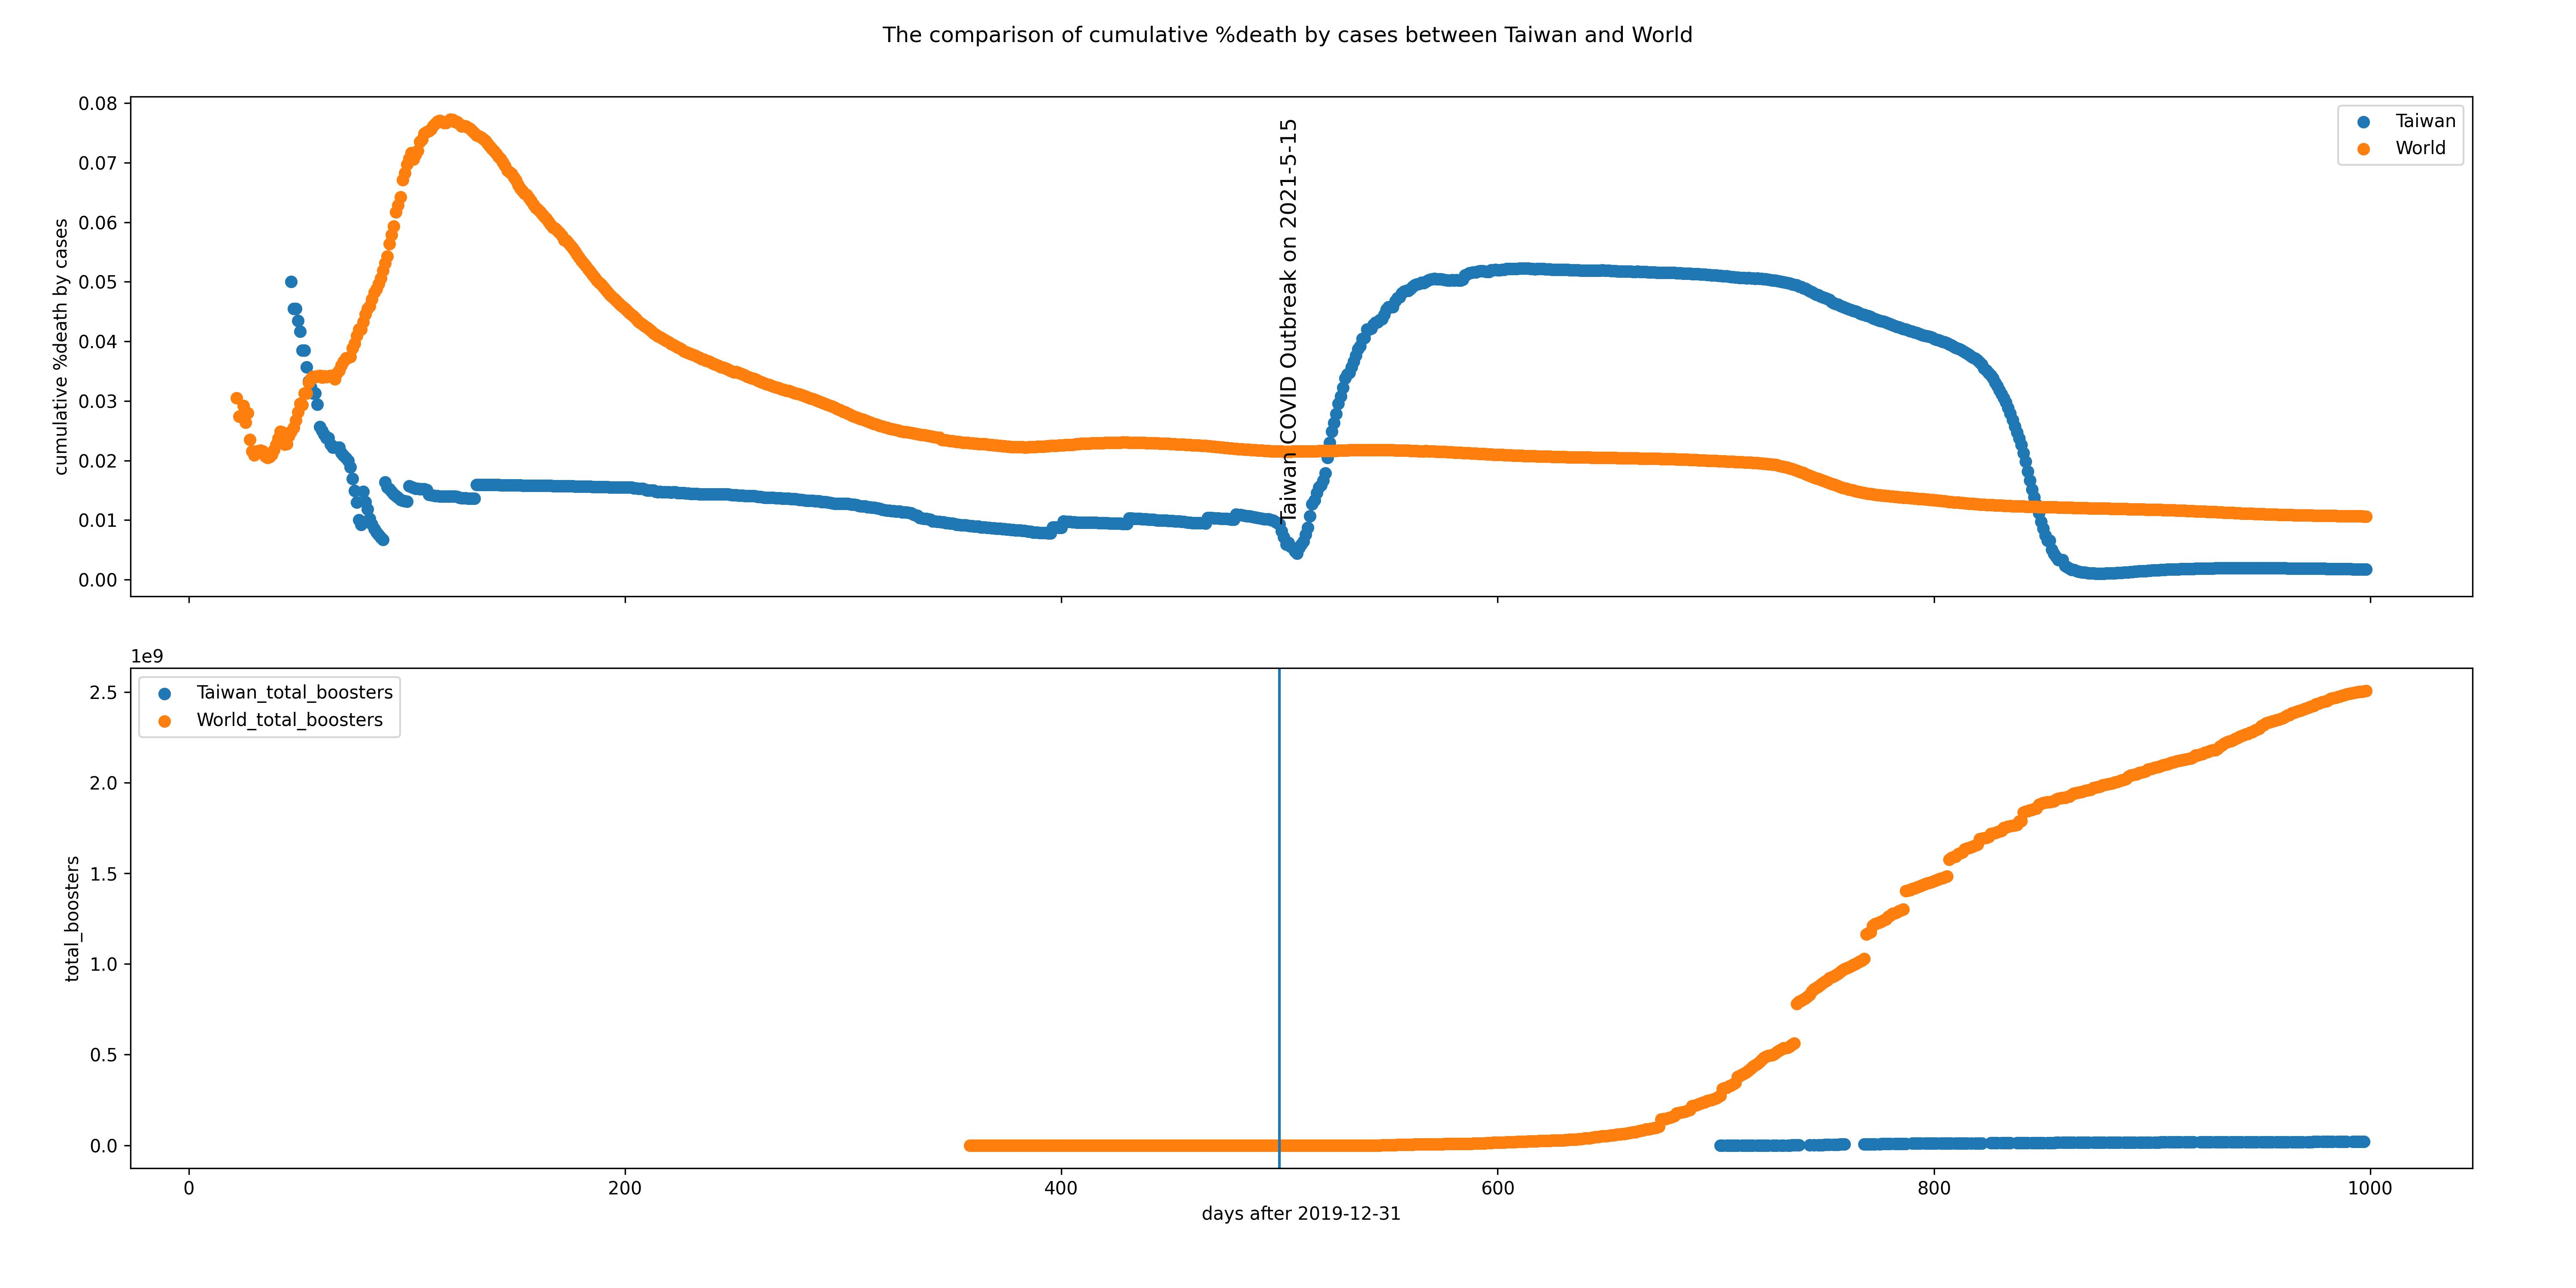 The comparison of cumulative %death by cases between Taiwan and World
cumulative %death by cases
0.08
0.07
0.06
0.05
0.04
0.03
0.02
0.01
0.00
Taiwan COVID Outbreak on 2021-5-15
Taiwan
World
1e9
total_boosters
2.5
2.0
1.5
1.0
0.5
0.0
Taiwan_total_boosters
World_total_boosters
0 200 400 600 800 1000
days after 2019-12-31